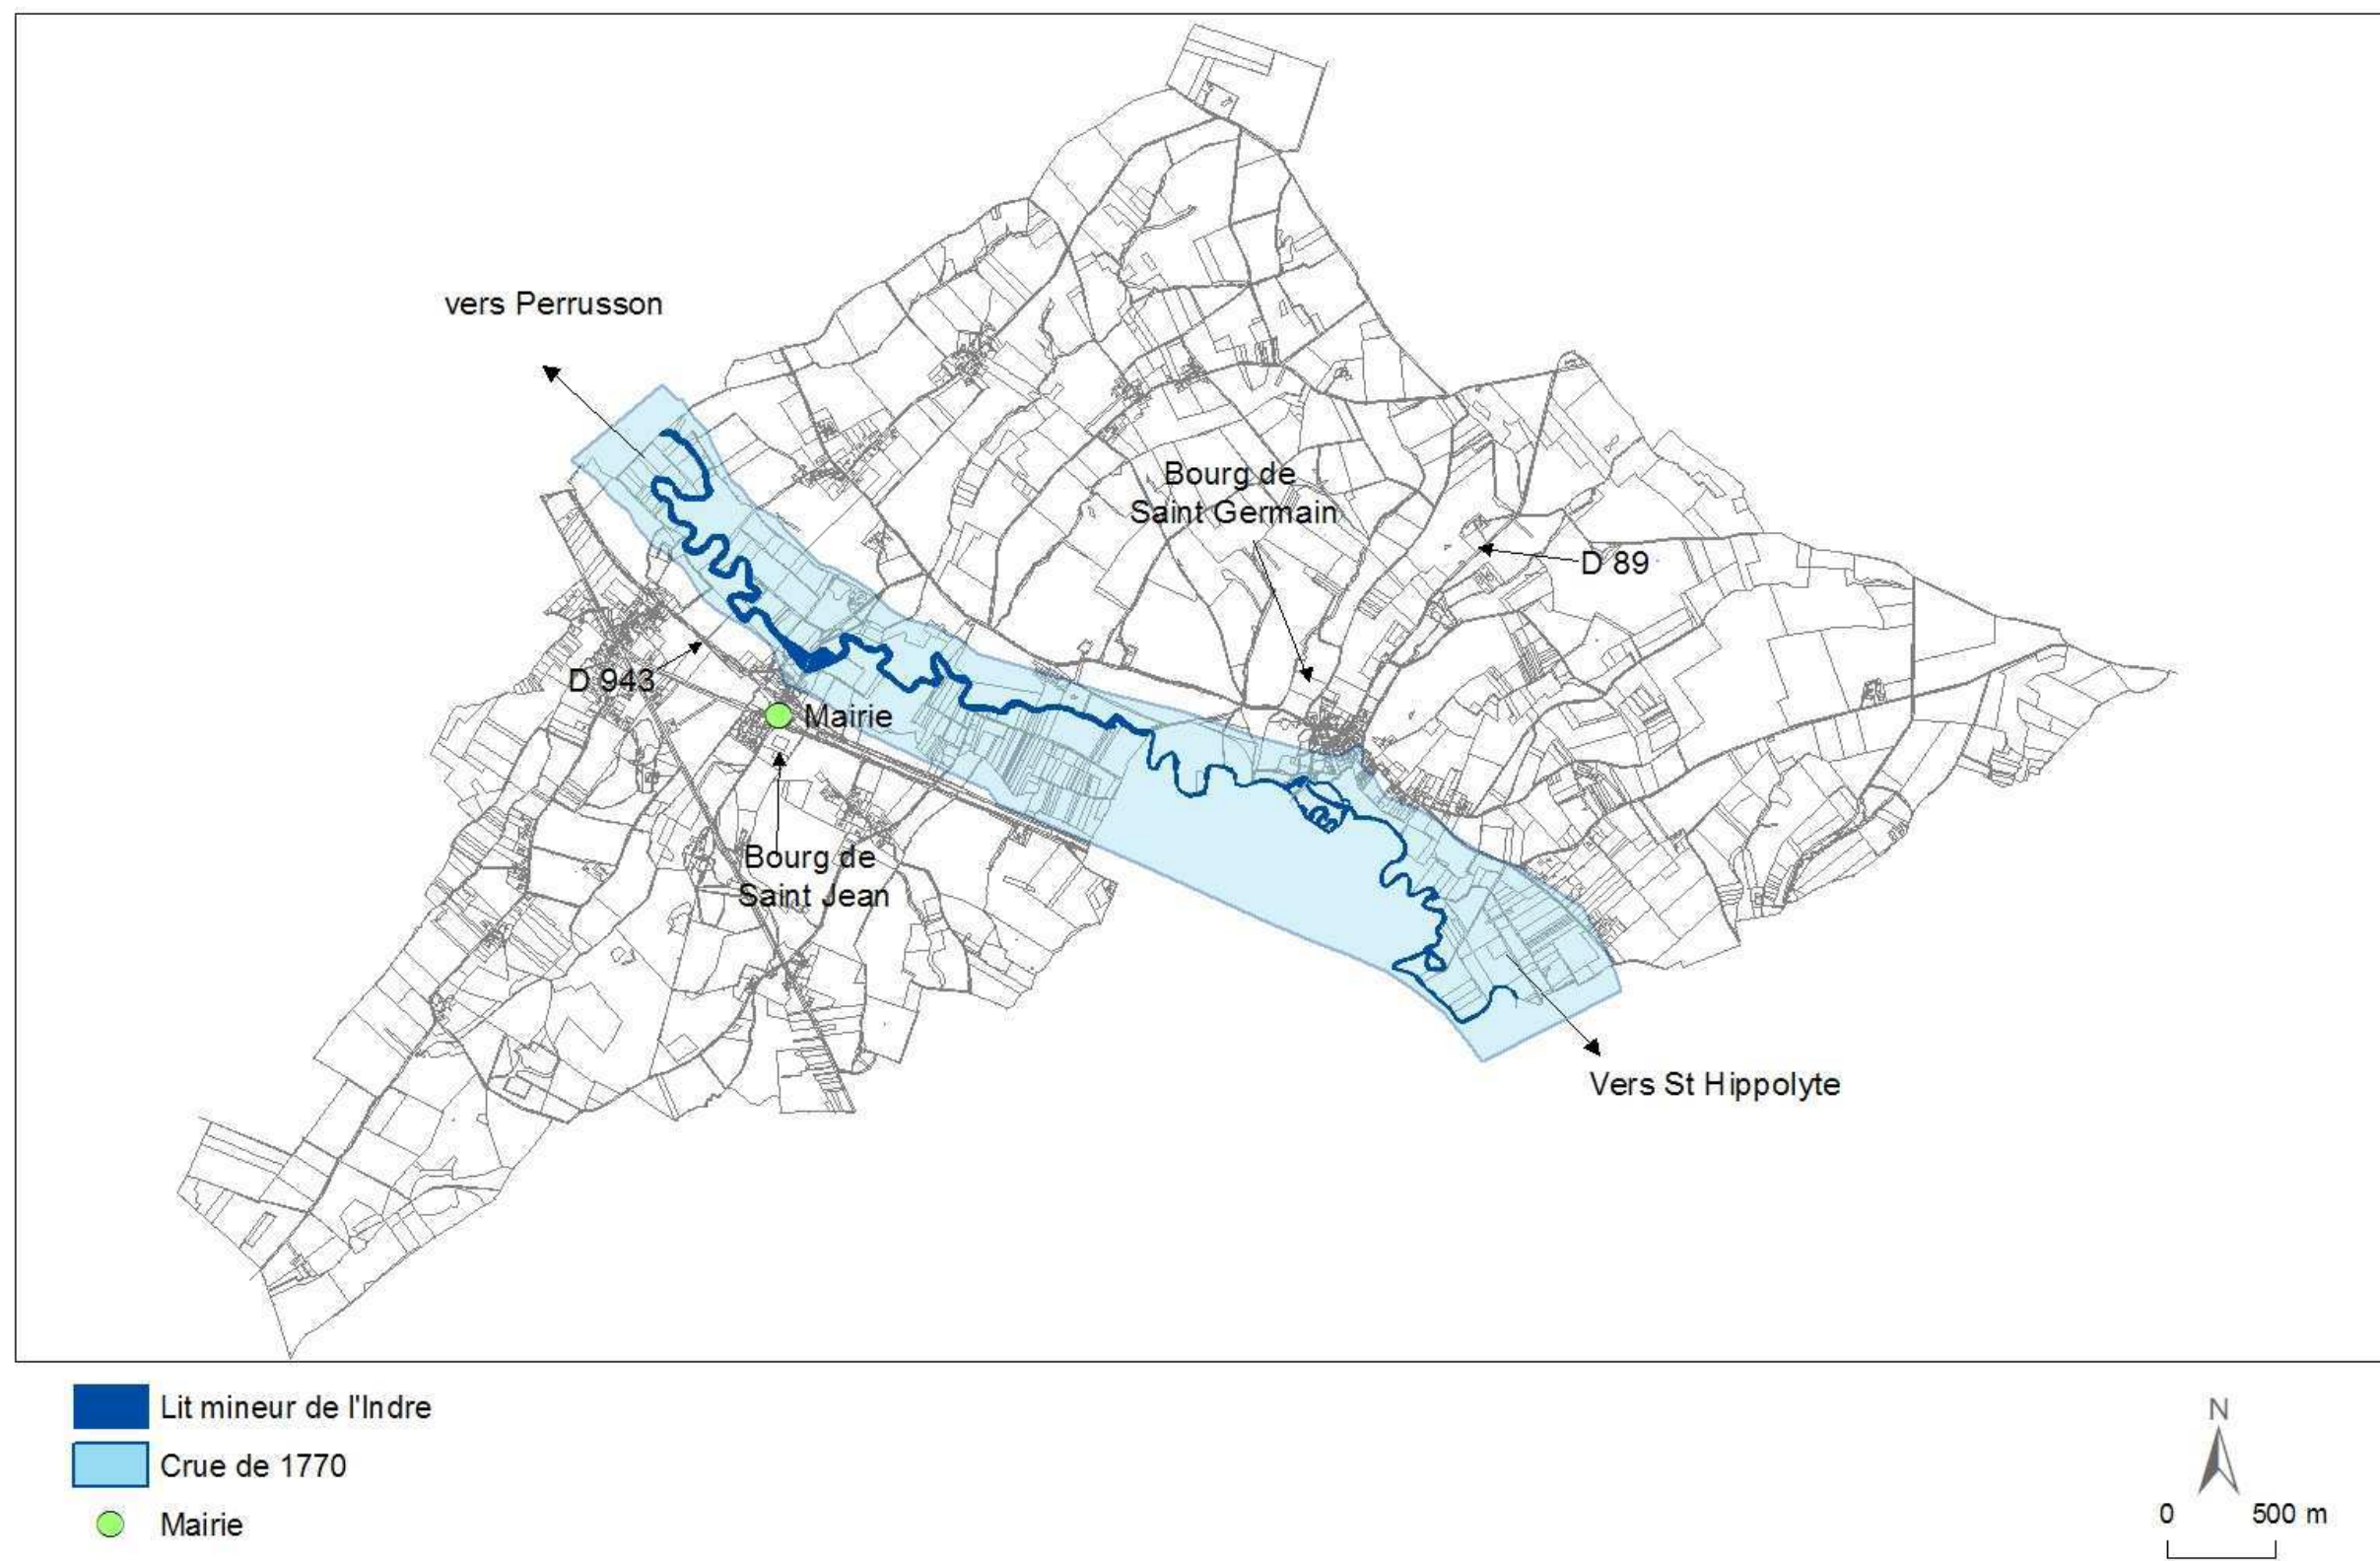 vers Perrusson
Bourg de
Saint Germain
D 89
D 943
Mairie
Bourg de
Saint Jean
Vers St Hippolyte
Lit mineur de l'Indre
Crue de 1770
Mairie
N
0 500 m